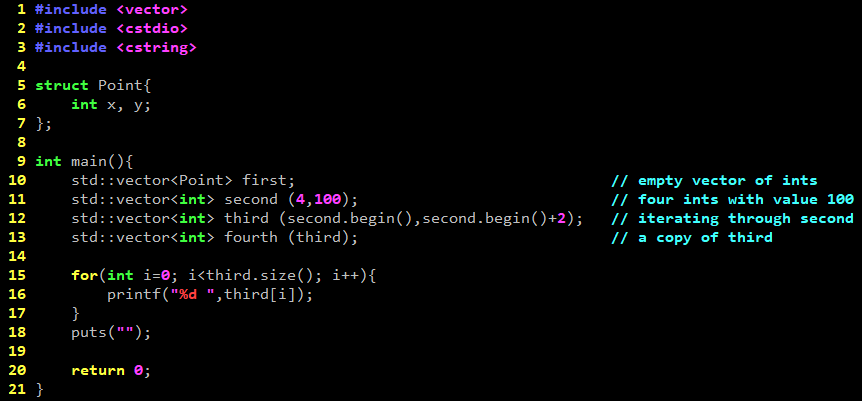 1 #include <vector>
2 #include <cstdio>
3 #include <cstring>
4
5 struct Point{
6     int x, y;
7 };
8
9 int main(){
10     std::vector<Point> first;                                   // empty vector of ints
11     std::vector<int> second (4,100);                            // four ints with value 100
12     std::vector<int> third (second.begin(),second.begin()+2);   // iterating through second
13     std::vector<int> fourth (third);                            // a copy of third
14
15     for(int i=0; i<third.size(); i++){
16         printf("%d ",third[i]);
17     }
18     puts("");
19
20     return 0;
21 }